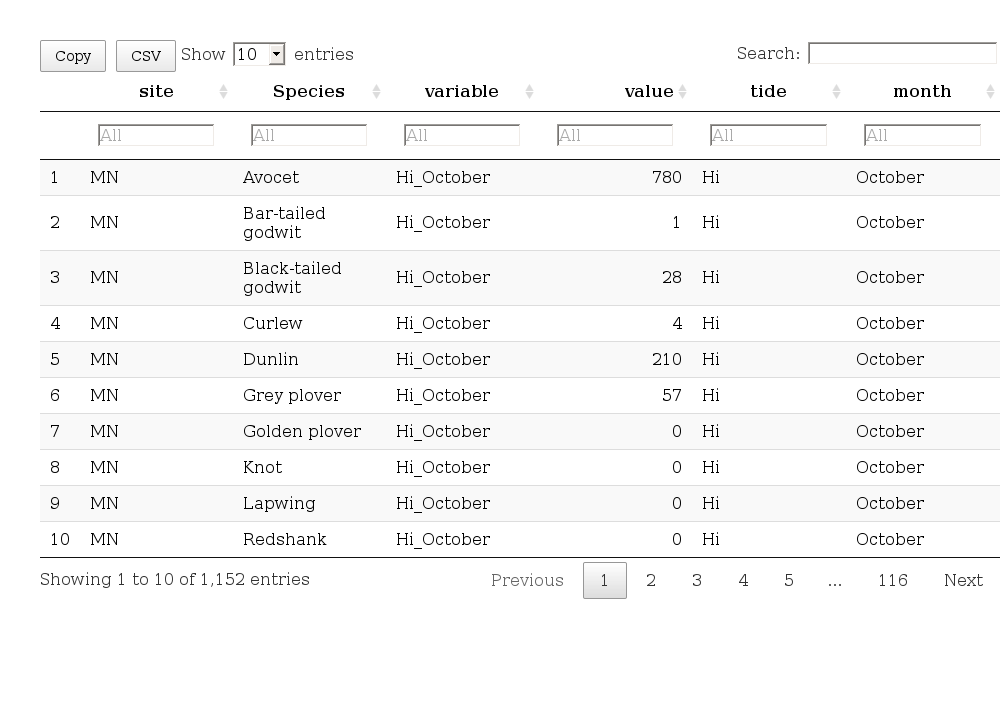 Copy CSV Show 10 entries Search:
site Species variable value tide month
All All All All All All
1 MN Avocet Hi_October 780 Hi October
2 MN Bar-tailed godwit Hi_October 1 Hi October
3 MN Black-tailed godwit Hi_October 28 Hi October
4 MN Curlew Hi_October 4 Hi October
5 MN Dunlin Hi_October 210 Hi October
6 MN Grey plover Hi_October 57 Hi October
7 MN Golden plover Hi_October 0 Hi October
8 MN Knot Hi_October 0 Hi October
9 MN Lapwing Hi_October 0 Hi October
10 MN Redshank Hi_October 0 Hi October
Showing 1 to 10 of 1,152 entries Previous 1 2 3 4 5 … 116 Next